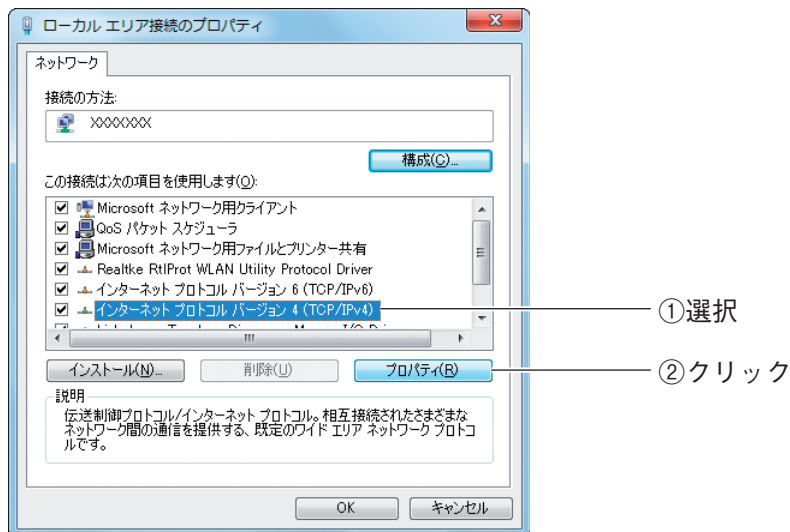 ローカル エリア接続のプロパティ
ネットワーク
接続の方法:
XXXXXXXX
構成(C)...
この接続は次の項目を使用します(O):
Microsoft ネットワーク用クライアント
QoS パケット スケジューラ
Microsoft ネットワーク用ファイルとプリンター共有
Realtke RtlProt WLAN Utility Protocol Driver
インターネット プロトコル バージョン 6 (TCP/IPv6)
インターネット プロトコル バージョン 4 (TCP/IPv4)
①選択
インストール(N)...
削除(U)
プロパティ(R)
②クリック
説明
伝送制御プロトコル/インターネット プロトコル。相互接続されたさまざまな
ネットワーク間の通信を提供する、既定のワイド エリア ネットワーク プロトコ
ルです。
OK
キャンセル